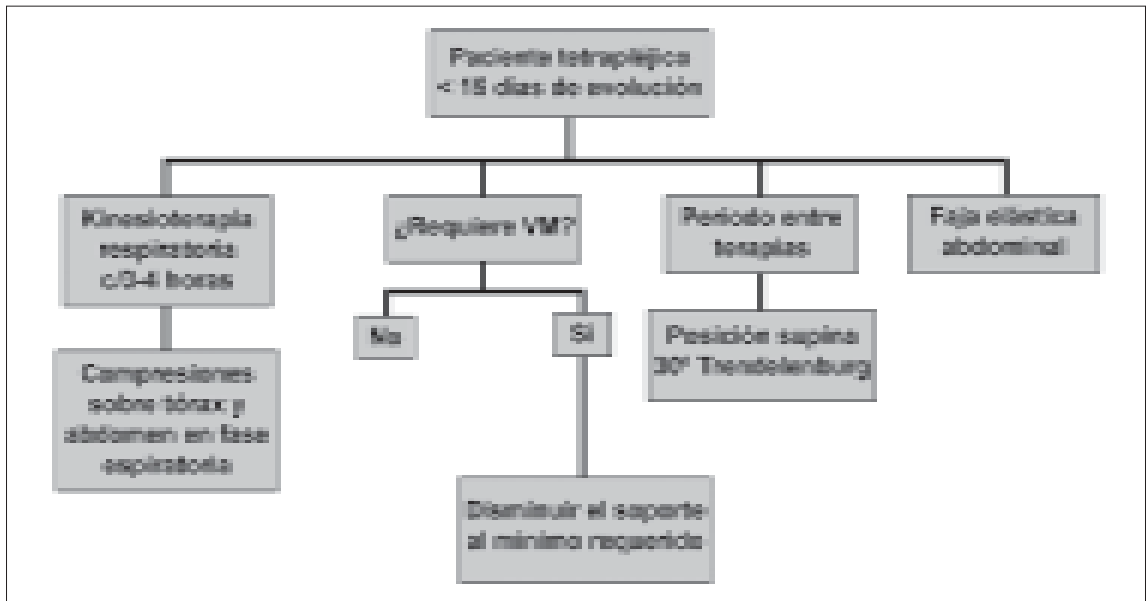 Paciente tetrapléjico
< 15 días de evolución
Kinesioterapia
respiratoria
c/3-4 horas
¿Requiere VM?
Periodo entre
terapias
Faja elástica
abdominal
No
Sí
Posición supina
30º Trendelenburg
Compresiones
sobre tórax y
abdomen en fase
espiratoria
Disminuir el soporte
al mínimo requerido